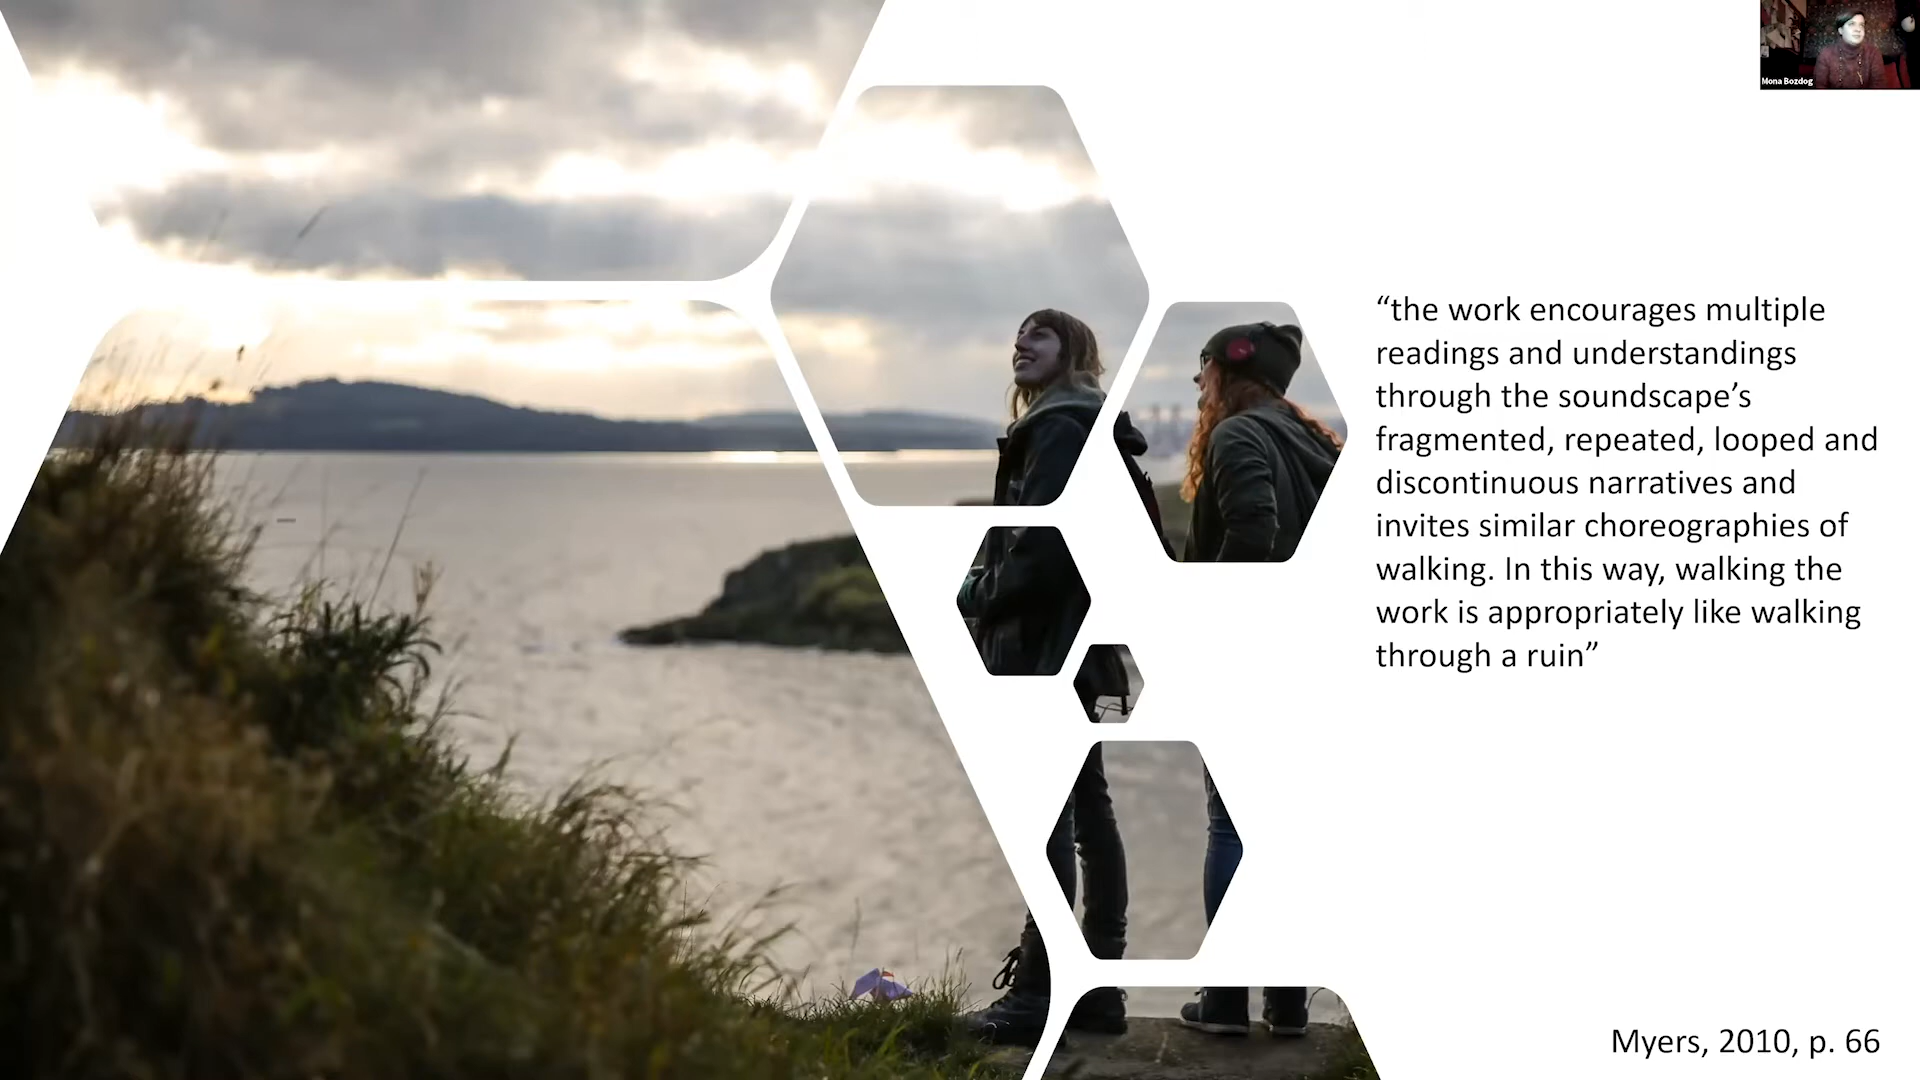 Mona Bozdog
“the work encourages multiple
readings and understandings
through the soundscape’s
fragmented, repeated, looped and
discontinuous narratives and
invites similar choreographies of
walking. In this way, walking the
work is appropriately like walking
through a ruin”
Myers, 2010, p. 66